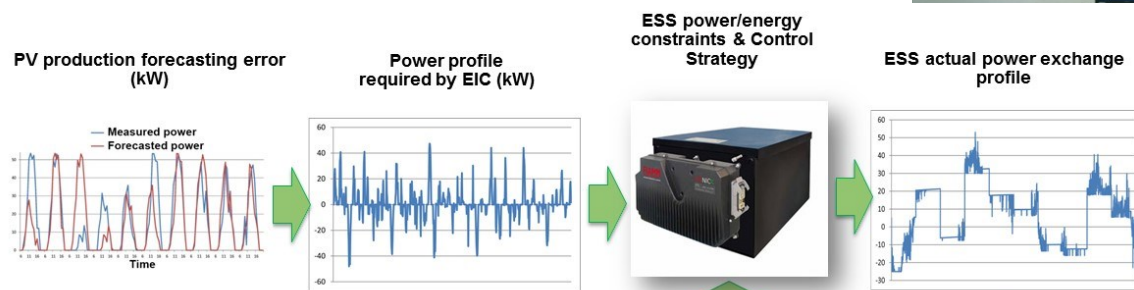 PV production forecasting error
(kW)
Measured power
Forecasted power
Time
Power profile
required by EIC (kW)
60
40
20
0
-20
-40
-60
ESS power/energy
constraints & Control
Strategy
ESS actual power exchange
profile
60
50
40
30
20
10
0
-10
-20
-30